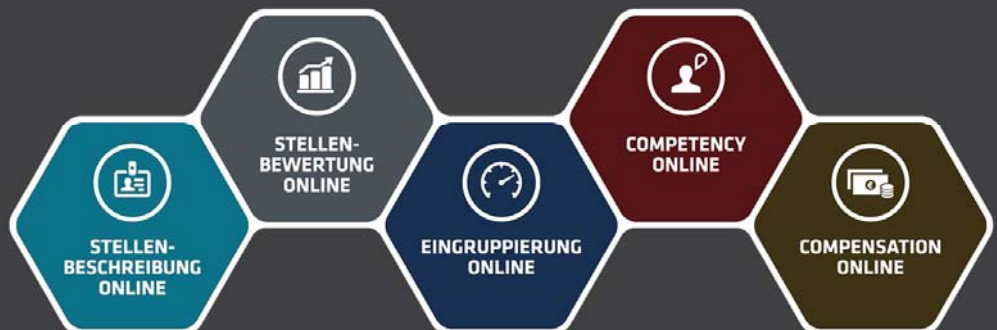 STELLEN-
BESCHREIBUNG
ONLINE
STELLEN-
BEWERTUNG
ONLINE
EINGRUPPIERUNG
ONLINE
COMPETENCY
ONLINE
COMPENSATION
ONLINE